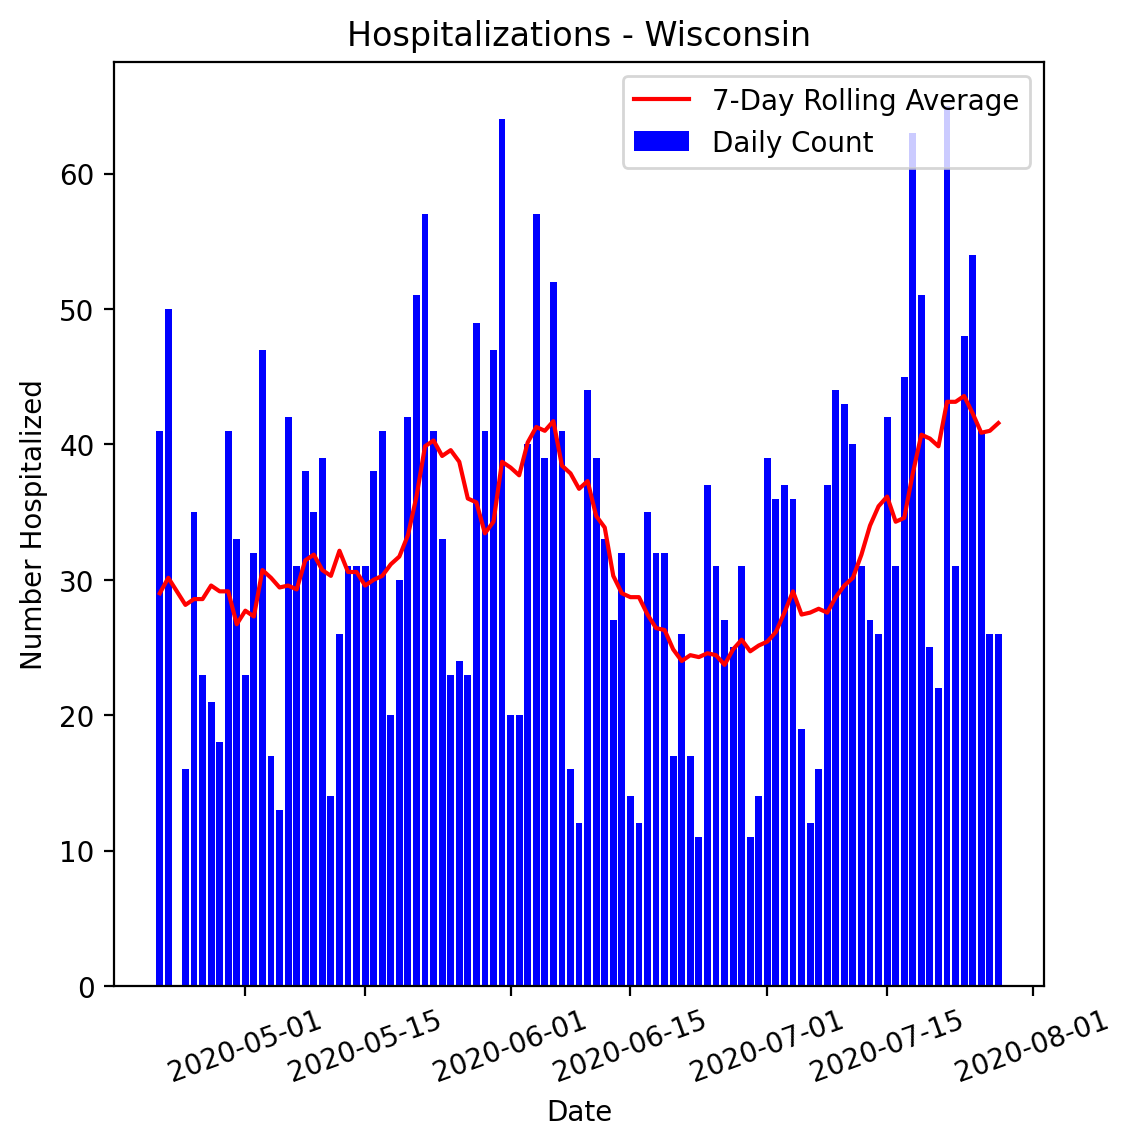 Hospitalizations - Wisconsin
7-Day Rolling Average
Daily Count
Number Hospitalized
60
50
40
30
20
10
0
2020-05-01
2020-05-15
2020-06-01
2020-06-15
2020-07-01
2020-07-15
2020-08-01
Date